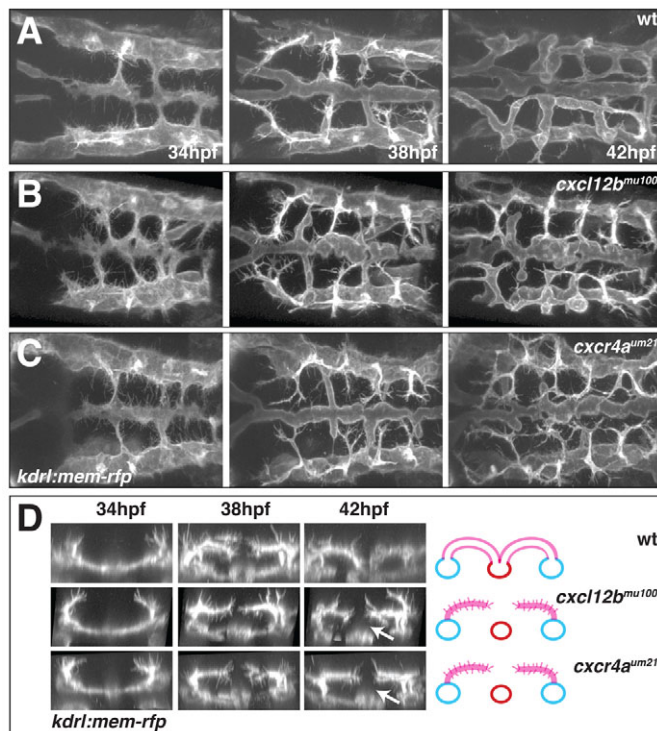 A
wt
34hpf
38hpf
42hpf
B
cxcl12b^mu100
C
cxcr4a^um21
kdrl:mem-rfp
D
34hpf
38hpf
42hpf
wt
cxcl12b^mu100
cxcr4a^um21
kdrl:mem-rfp